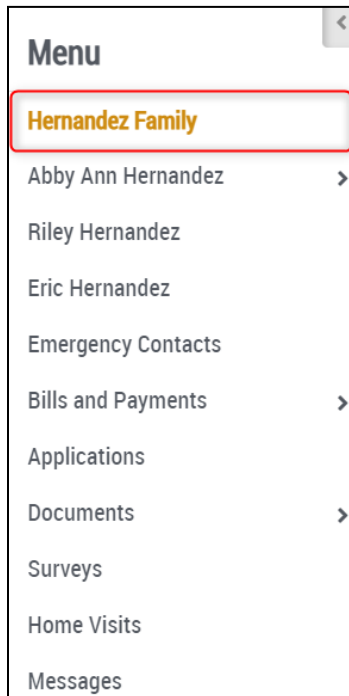 Menu
Hernandez Family
Abby Ann Hernandez
Riley Hernandez
Eric Hernandez
Emergency Contacts
Bills and Payments
Applications
Documents
Surveys
Home Visits
Messages